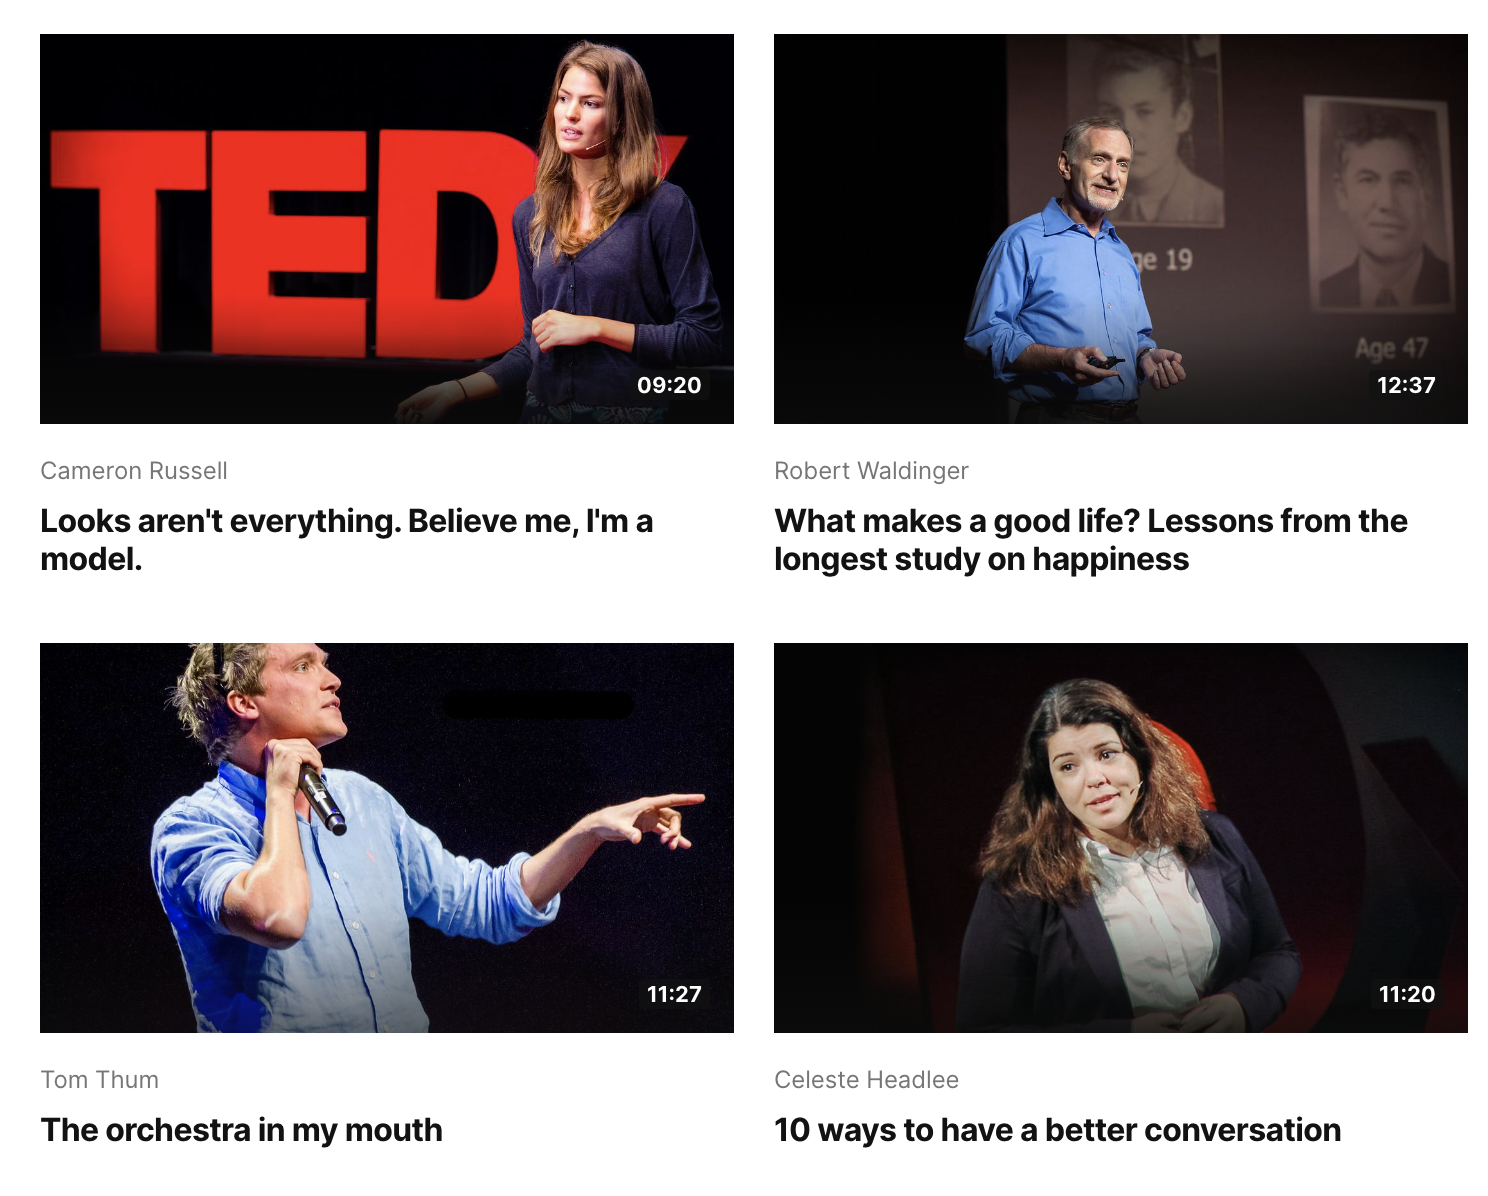 TEDx
09:20
Cameron Russell
Looks aren't everything. Believe me, I'm a
model.
ge 19
Age 47
12:37
Robert Waldinger
What makes a good life? Lessons from the
longest study on happiness
11:27
Tom Thum
The orchestra in my mouth
11:20
Celeste Headlee
10 ways to have a better conversation